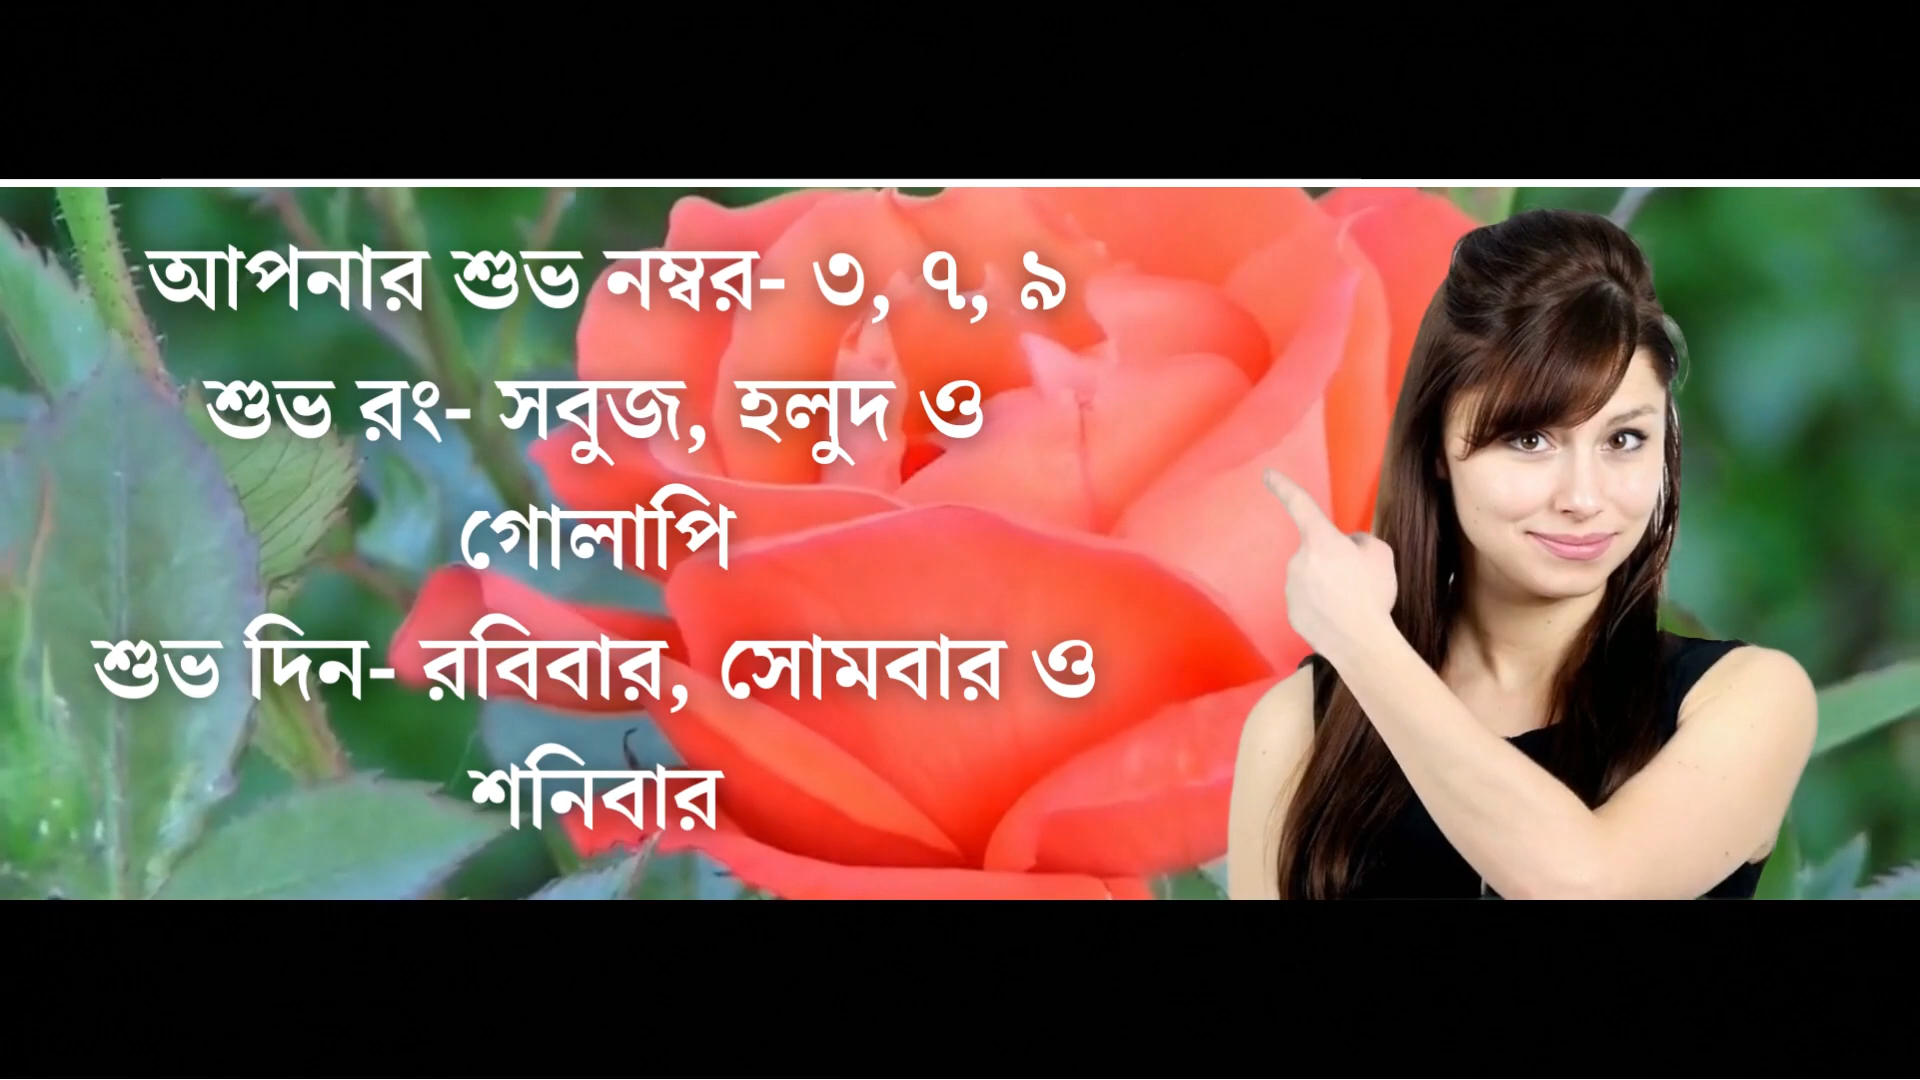 আপনার শুভ নম্বর- ৩, ৭, ৯
শুভ রং- সবুজ, হলুদ ও
গোলাপি
শুভ দিন- রবিবার, সোমবার ও
শনিবার